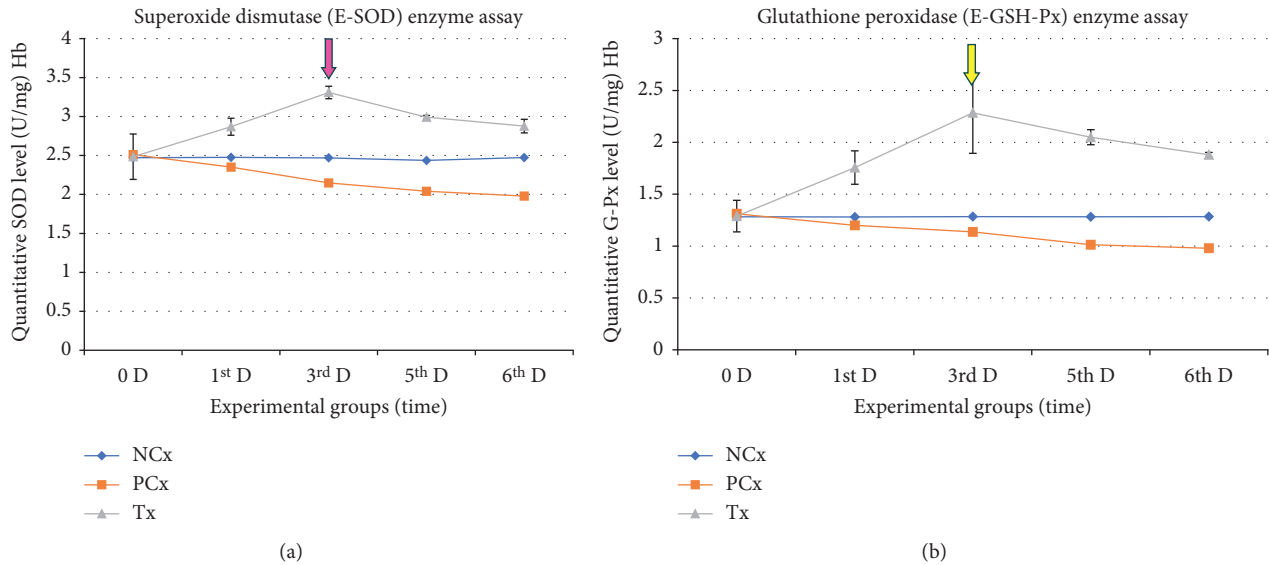 Superoxide dismutase (E-SOD) enzyme assay
Quantitative SOD level (U/mg) Hb
4
3.5
3
2.5
2
1.5
1
0.5
0
0 D 1st D 3rd D 5th D 6th D
Experimental groups (time)
NCx
PCx
Tx
(a)
Glutathione peroxidase (E-GSH-Px) enzyme assay
Quantitative G-Px level (U/mg) Hb
3
2.5
2
1.5
1
0.5
0
0 D 1st D 3rd D 5th D 6th D
Experimental groups (time)
NCx
PCx
Tx
(b)